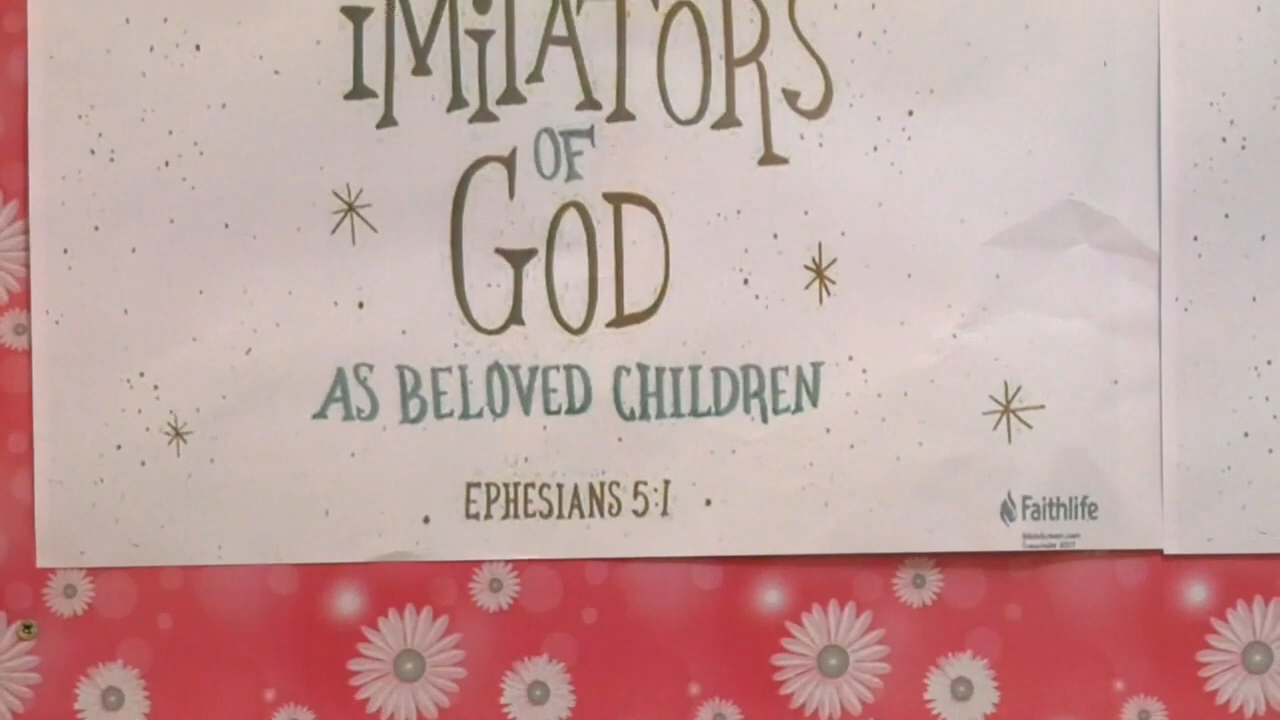 iMiTATORS
OF
GOD
AS BELOVED CHILDREN
EPHESIANS 5:1
Faithlife